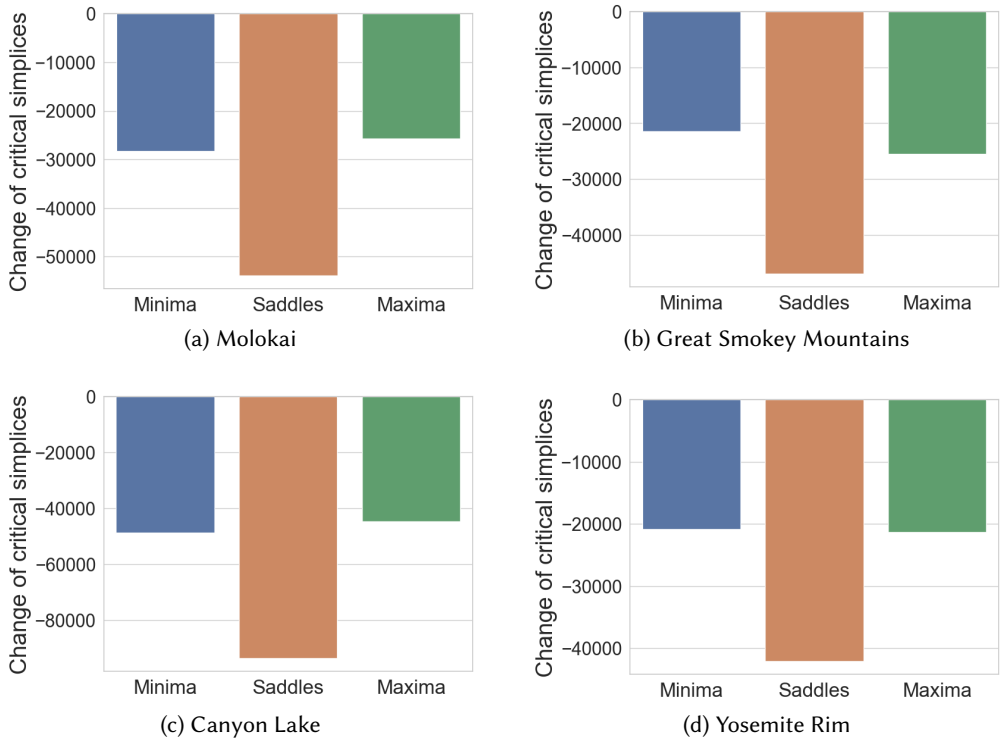 Change of critical simplices
0
−10000
−20000
−30000
−40000
−50000
Minima Saddles Maxima
(a) Molokai
Change of critical simplices
0
−10000
−20000
−30000
−40000
Minima Saddles Maxima
(b) Great Smokey Mountains
Change of critical simplices
0
−20000
−40000
−60000
−80000
Minima Saddles Maxima
(c) Canyon Lake
Change of critical simplices
0
−10000
−20000
−30000
−40000
Minima Saddles Maxima
(d) Yosemite Rim